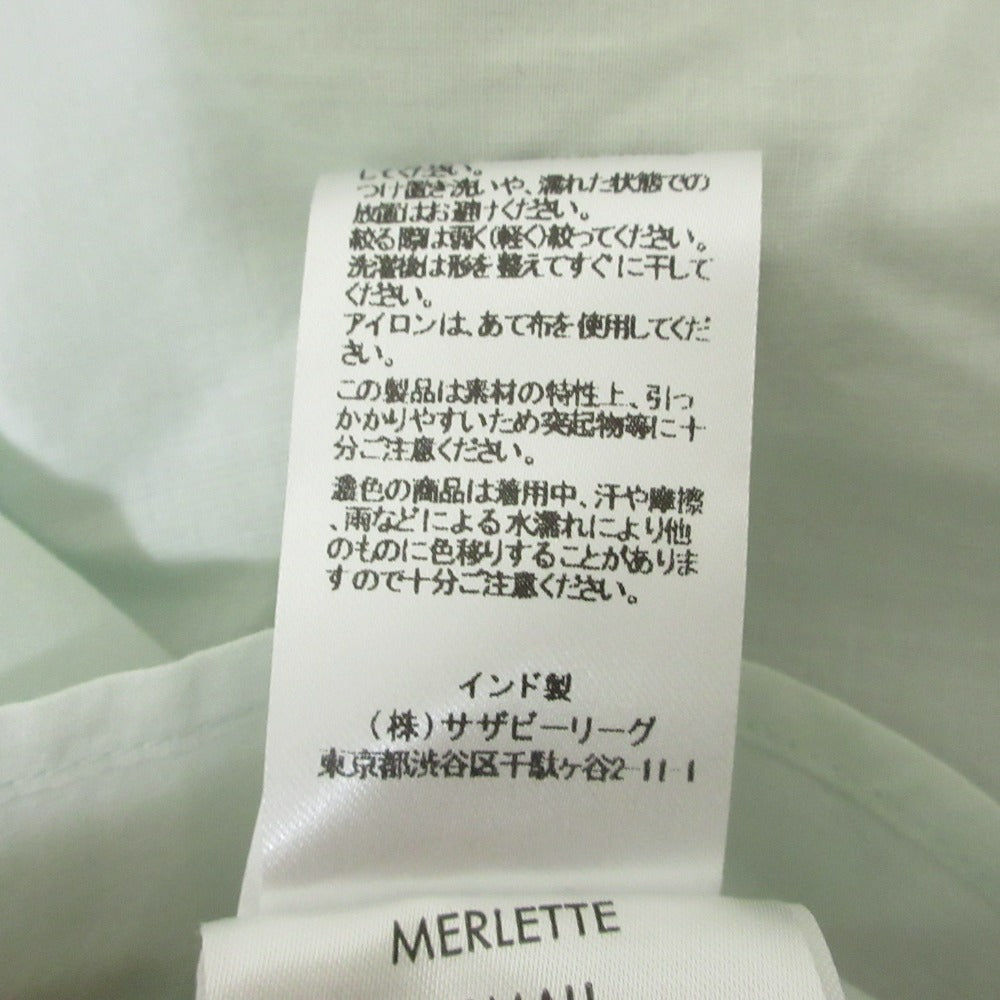 してください。
つけ置き洗いや、濡れた状態での
放置はお避けください。
絞る際は弱く(軽く)絞ってください。
洗濯後は形を整えてすぐに干して
ください。
アイロンは、あて布を使用してくだ
さい。
この製品は素材の特性上、引っ
かかりやすいため突起物等に十
分ご注意ください。
濃色の商品は着用中、汗や摩擦
、雨などによる水濡れにより他
のものに色移りすることがありま
すので十分ご注意ください。
インド製
(株)サザビーリーグ
東京都渋谷区千駄ヶ谷2-11-1
MERLETTE